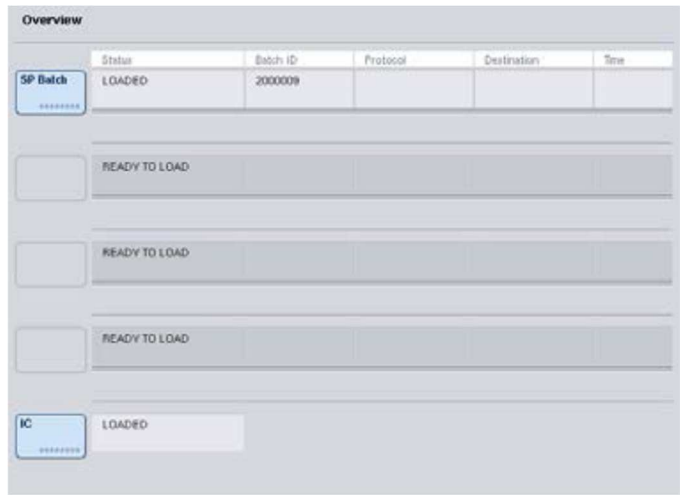 Overview
Status Batch ID Protocol Destination Time
SP Batch LOADED 2000009
READY TO LOAD
READY TO LOAD
READY TO LOAD
IC LOADED